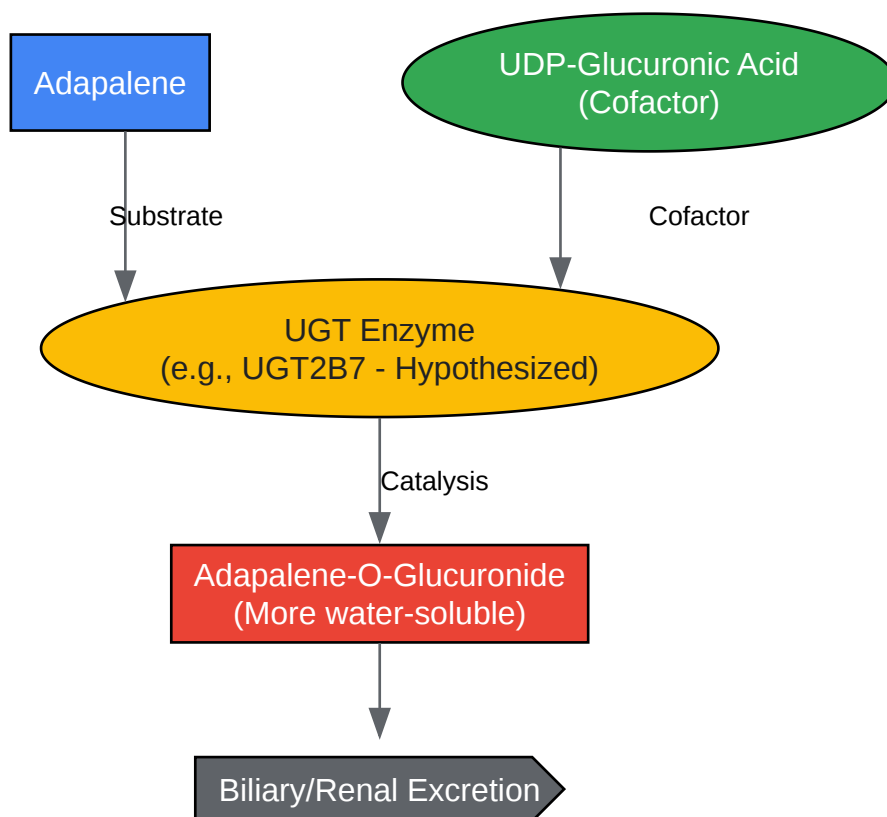 Adapalene
UDP-Glucuronic Acid
(Cofactor)
Substrate
Cofactor
UGT Enzyme
(e.g., UGT2B7 - Hypothesized)
Catalysis
Adapalene-O-Glucuronide
(More water-soluble)
Biliary/Renal Excretion